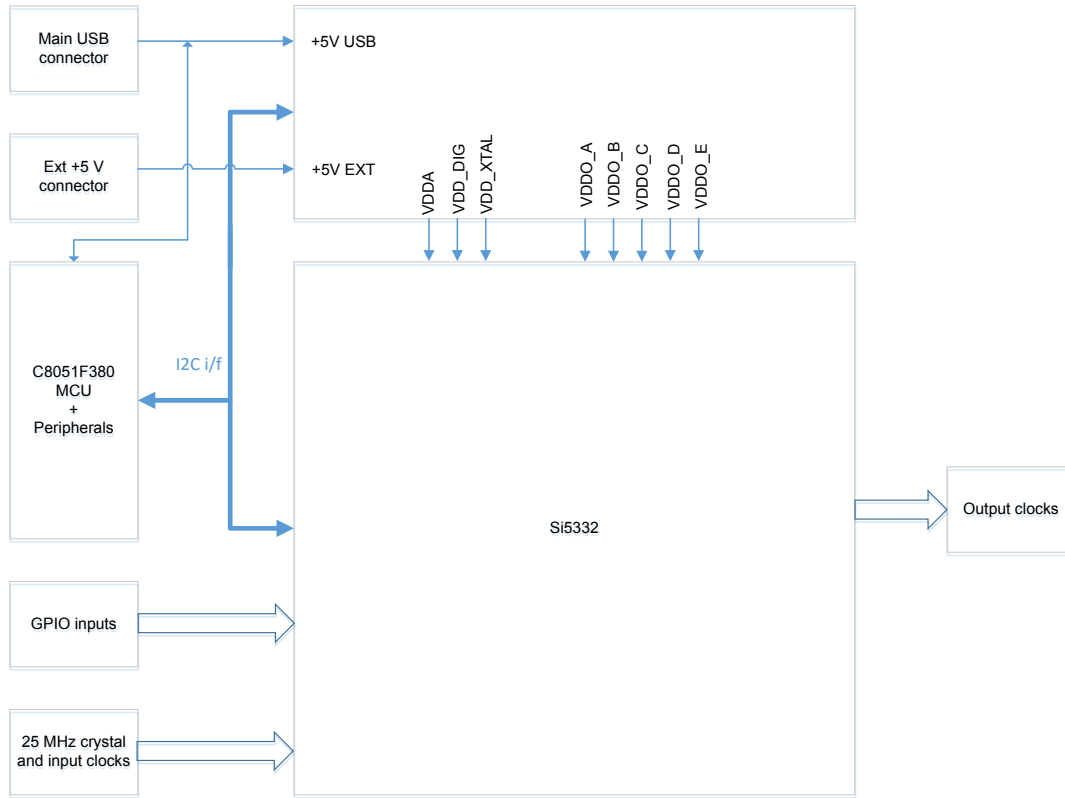 Main USB
connector
+5V USB
Ext +5 V
connector
+5V EXT
VDDA
VDD_DIG
VDD_XTAL
VDDO_A
VDDO_B
VDDO_C
VDDO_D
VDDO_E
I2C i/f
C8051F380
MCU
+
Peripherals
Si5332
Output clocks
GPIO inputs
25 MHz crystal
and input clocks